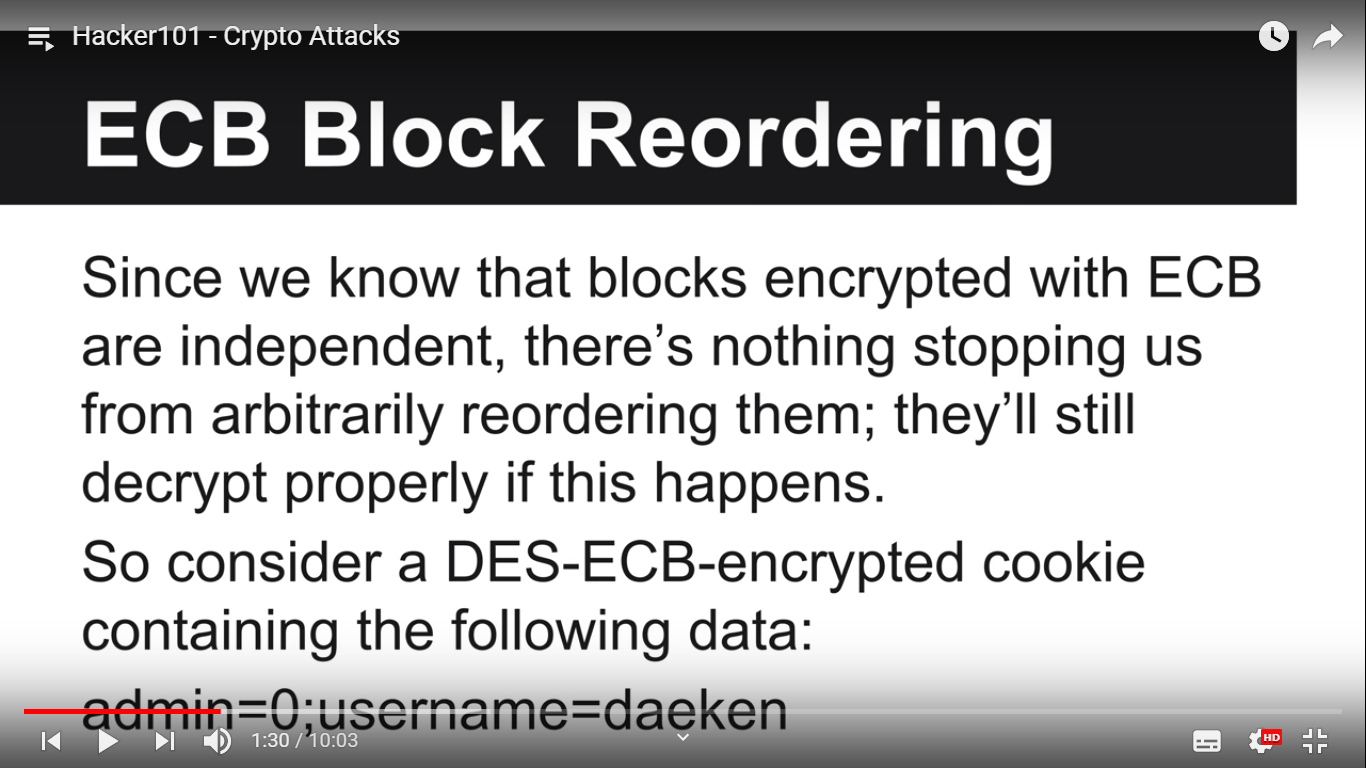 Hacker101 - Crypto Attacks
ECB Block Reordering
Since we know that blocks encrypted with ECB
are independent, there’s nothing stopping us
from arbitrarily reordering them; they’ll still
decrypt properly if this happens.
So consider a DES-ECB-encrypted cookie
containing the following data:
admin=0;username=daeken
1:30 / 10:03
HD